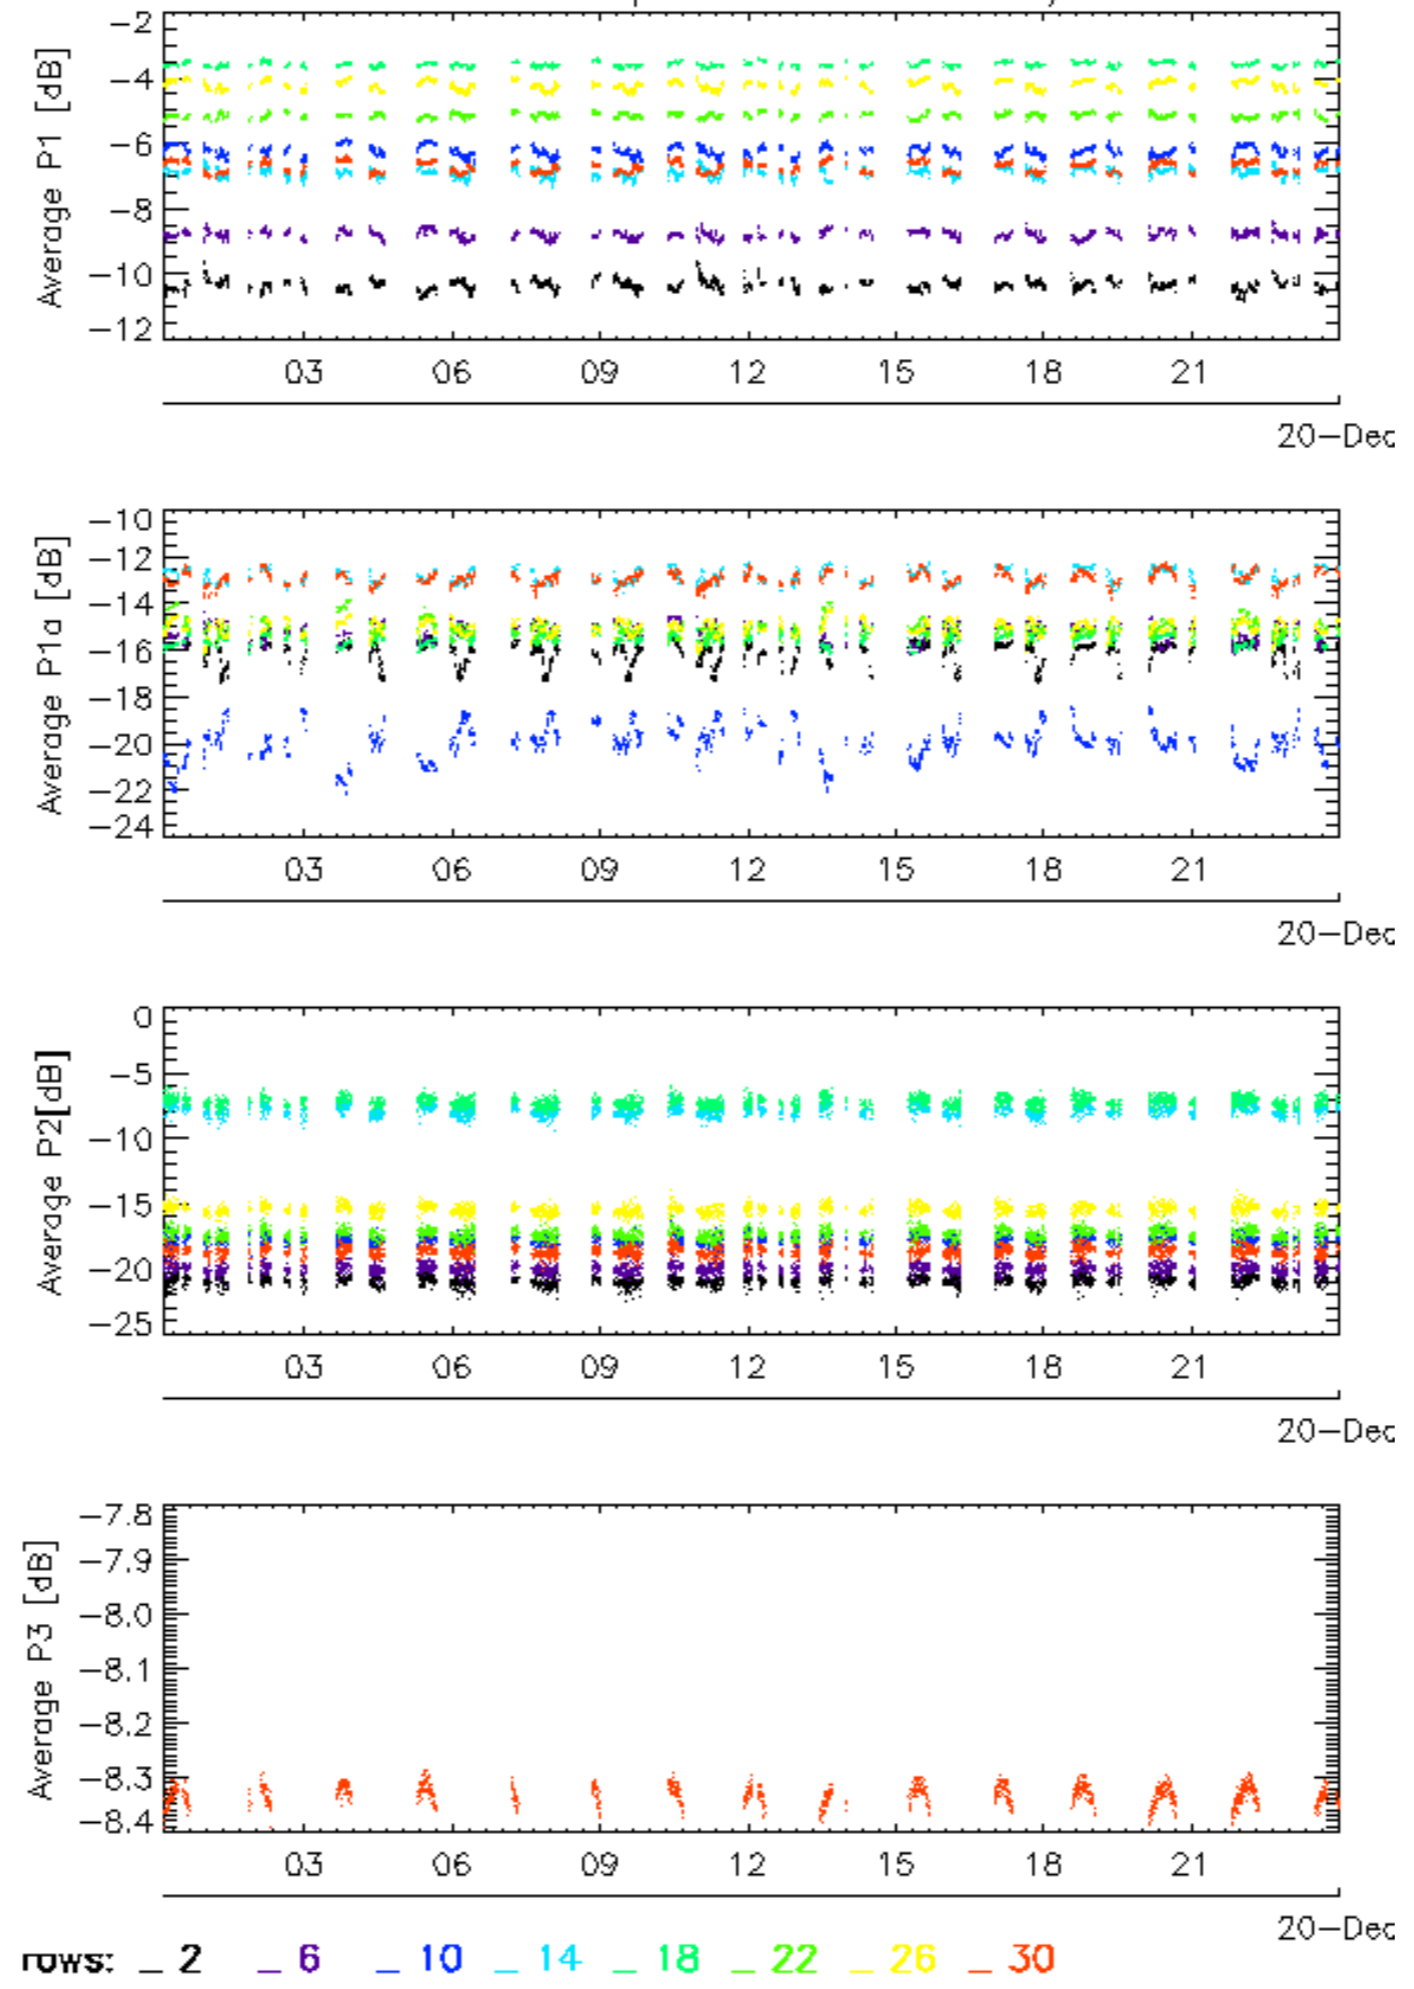 Average P1 [dB]
−2
−4
−6
−8
−10
−12
03 06 09 12 15 18 21
20−Dec
Average P1a [dB]
−10
−12
−14
−16
−18
−20
−22
−24
03 06 09 12 15 18 21
20−Dec
Average P2[dB]
0
−5
−10
−15
−20
−25
03 06 09 12 15 18 21
20−Dec
Average P3 [dB]
−7.8
−7.9
−8.0
−8.1
−8.2
−8.3
−8.4
03 06 09 12 15 18 21
20−Dec
rows: _ 2 _ 6 _ 10 _ 14 _ 18 _ 22 _ 26 _ 30